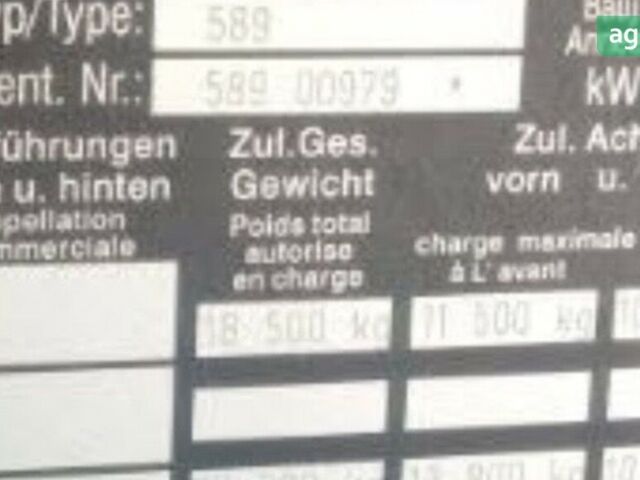 yp/Type: 589
ent. Nr.: 589 00979 *
kW
ührungen
u. hinten
Zul.Ges.
Gewicht
Zul. Ach
vorn u.
pellation
mmerciale
Poids total
autorise
en charge
charge maximale
à L'avant
18 500 kg 11 500 kg
ag